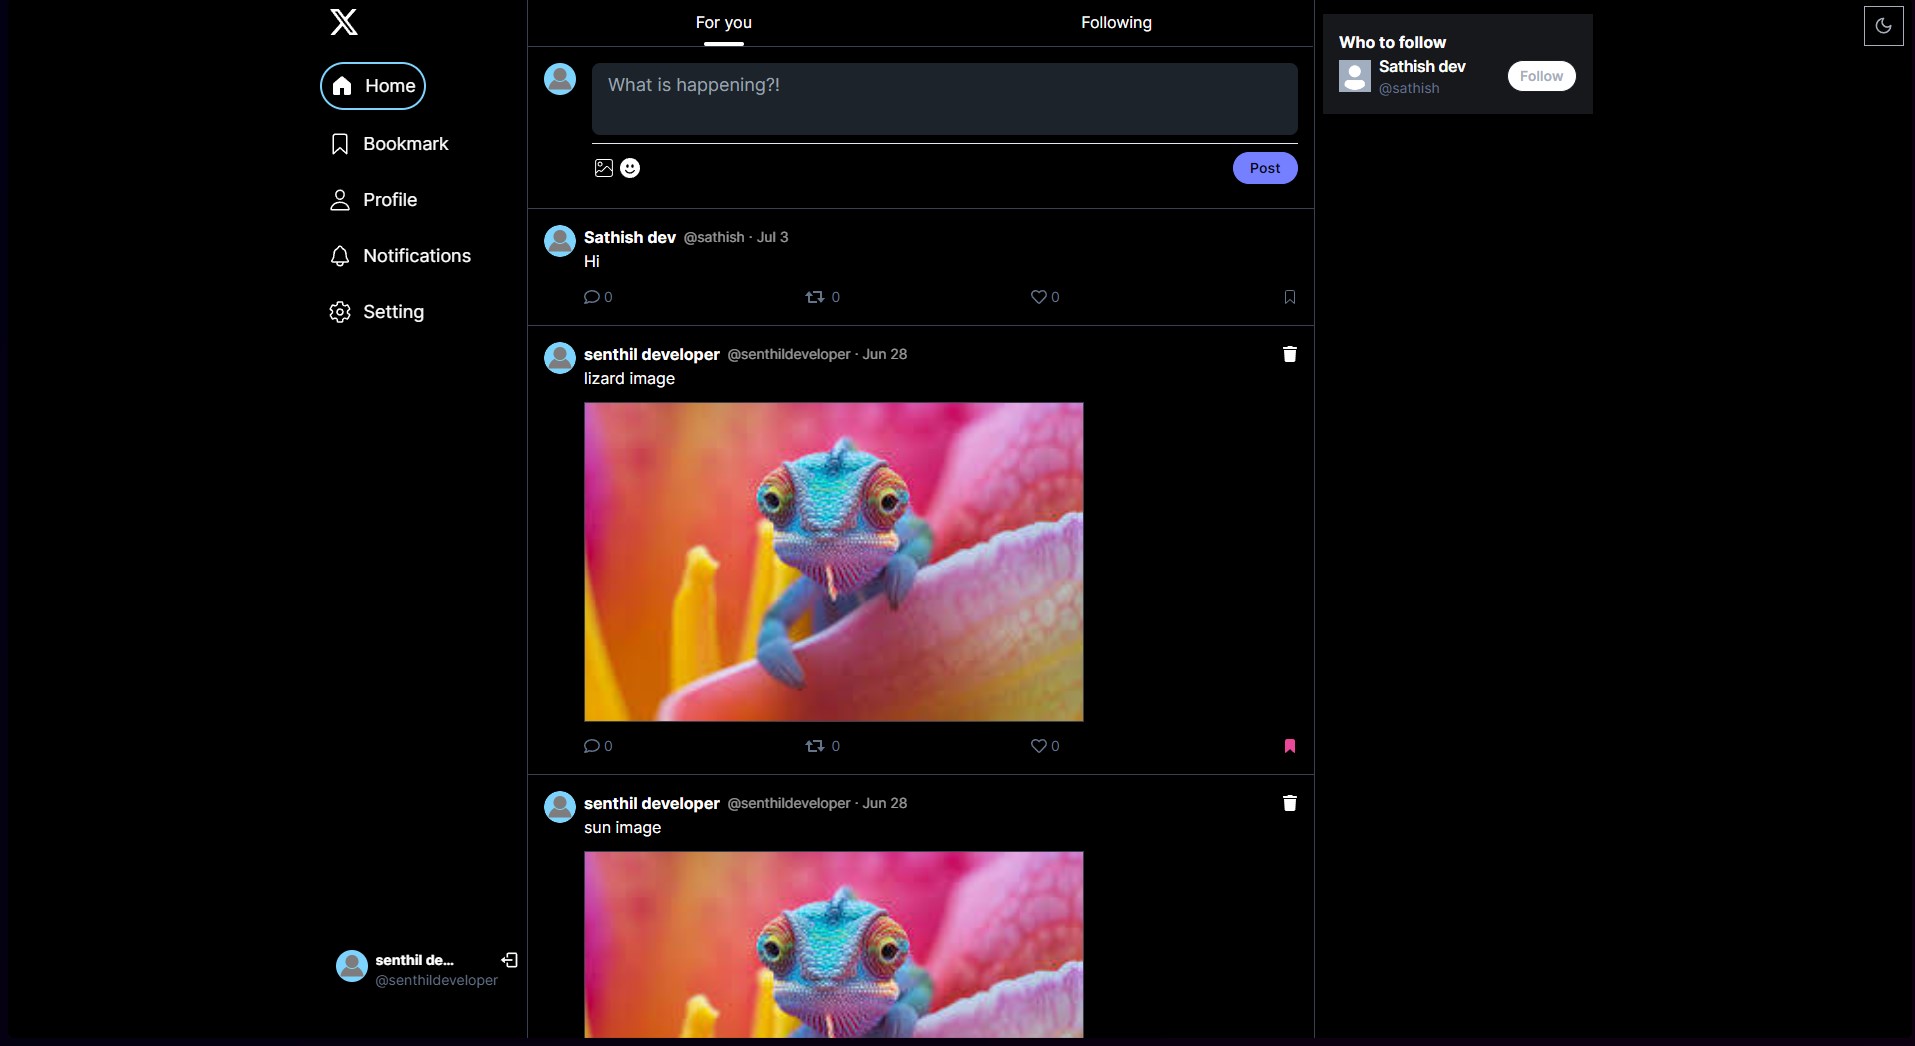 For you
Following
Home
Bookmark
Profile
Notifications
Setting
What is happening?!
Post
Sathish dev @sathish · Jul 3
Hi
0 0 0
senthil developer @senthildeveloper · Jun 28
lizard image
0 0 0
senthil developer @senthildeveloper · Jun 28
sun image
senthil de...
@senthildeveloper
Who to follow
Sathish dev
@sathish
Follow